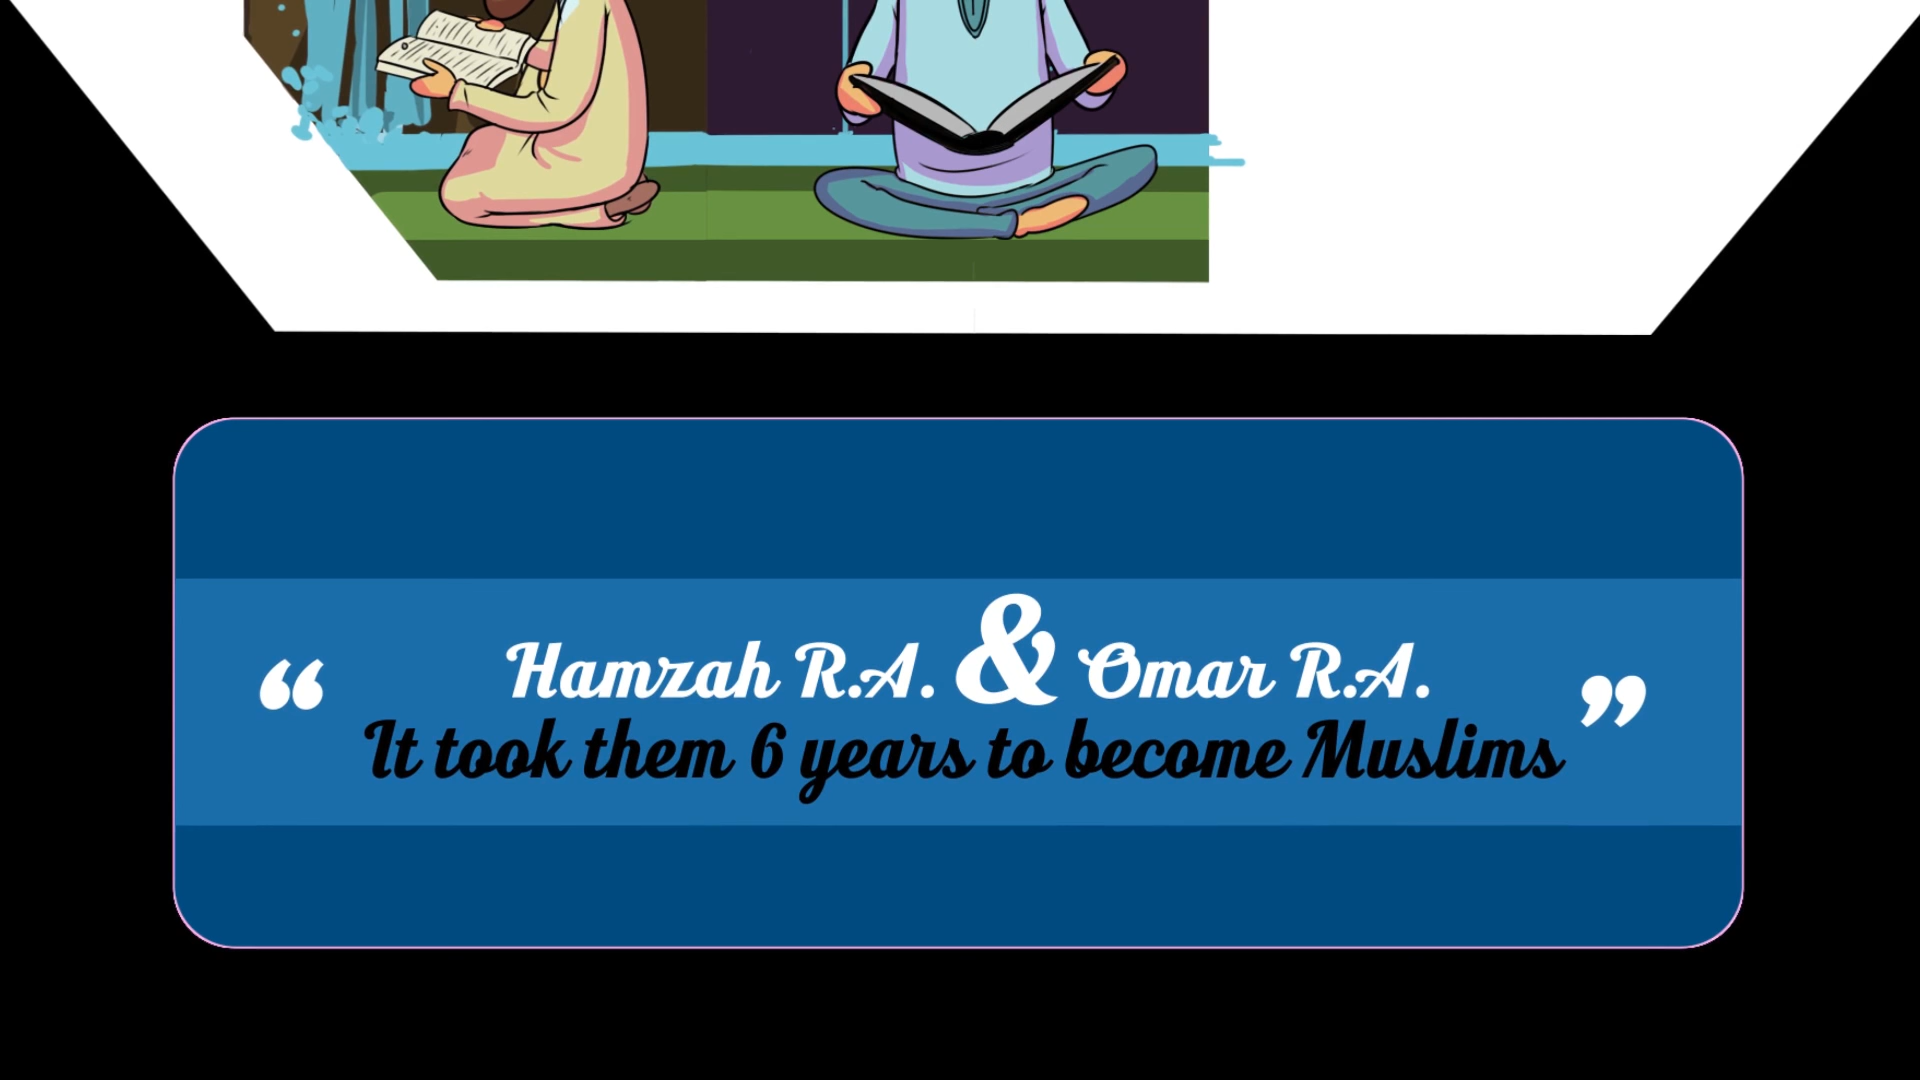 “ Hamzah R.A. & Omar R.A. ”
It took them 6 years to become Muslims